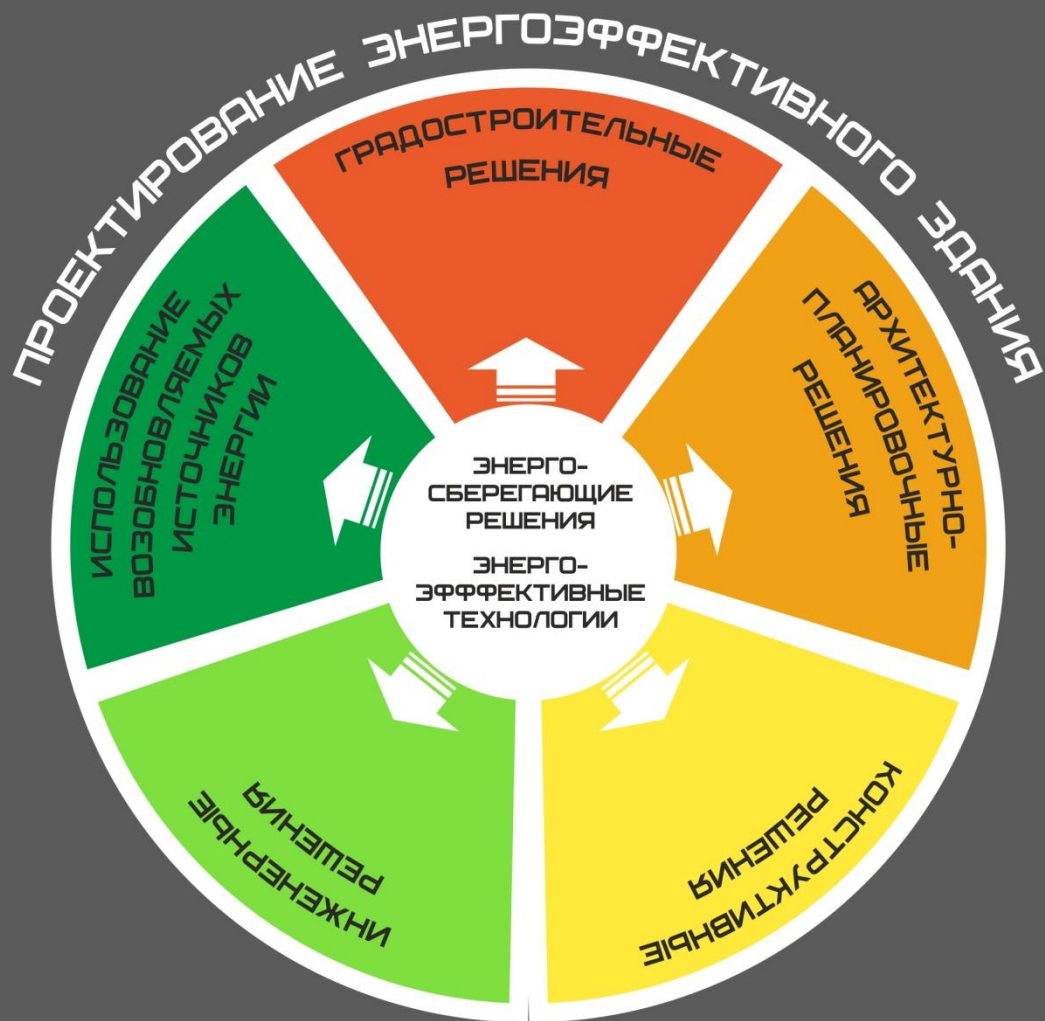 ПРОЕКТИРОВАНИЕ ЭНЕРГОЭФФЕКТИВНОГО ЗДАНИЯ
ГРАДОСТРОИТЕЛЬНЫЕ
РЕШЕНИЯ
АРХИТЕКТУРНО-
ПЛАНИРОВОЧНЫЕ
РЕШЕНИЯ
КОНСТРУКТИВНЫЕ
РЕШЕНИЯ
ИНЖЕНЕРНЫЕ
РЕШЕНИЯ
ИСПОЛЬЗОВАНИЕ
ВОЗОБНОВЛЯЕМЫХ
ИСТОЧНИКОВ
ЭНЕРГИИ
ЭНЕРГО-
СБЕРЕГАЮЩИЕ
РЕШЕНИЯ
ЭНЕРГО-
ЭФФФЕКТИВНЫЕ
ТЕХНОЛОГИИ